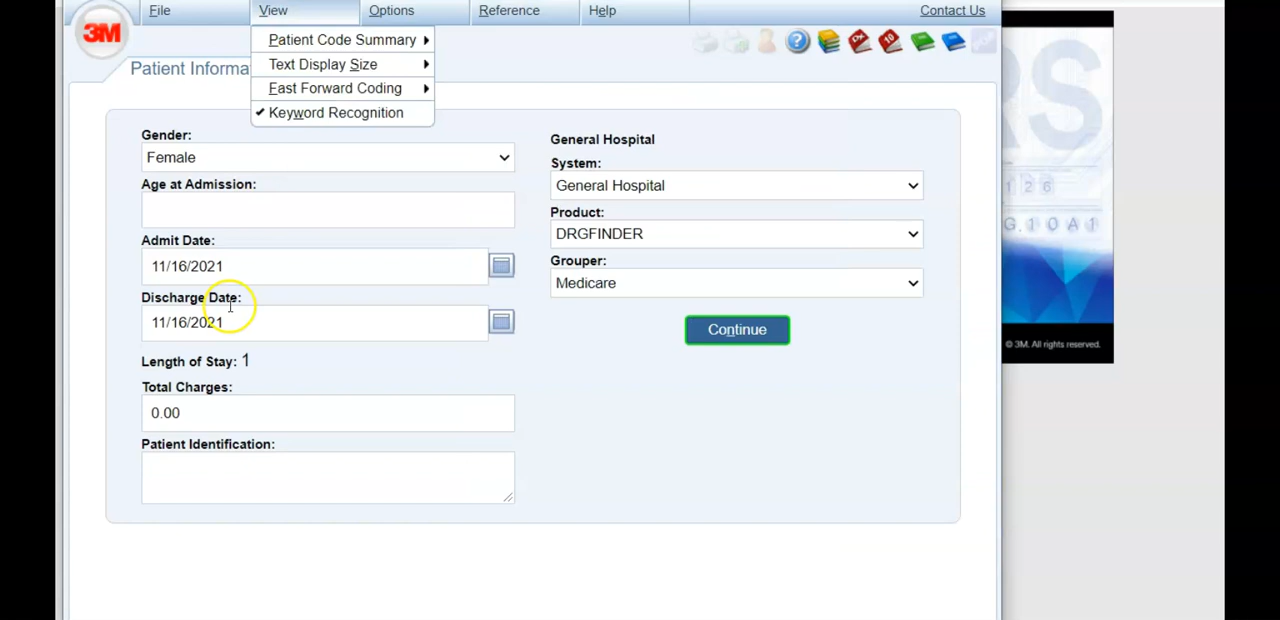 File
View
Options
Reference
Help
Contact Us
3M
Patient Code Summary
Text Display Size
Fast Forward Coding
Keyword Recognition
Patient Informa
Gender:
Female
Age at Admission:
Admit Date:
11/16/2021
Discharge Date:
11/16/2021
Length of Stay: 1
Total Charges:
0.00
Patient Identification:
General Hospital
System:
General Hospital
Product:
DRGFINDER
Grouper:
Medicare
Continue
RS
126
G.10A1
© 3M. All rights reserved.